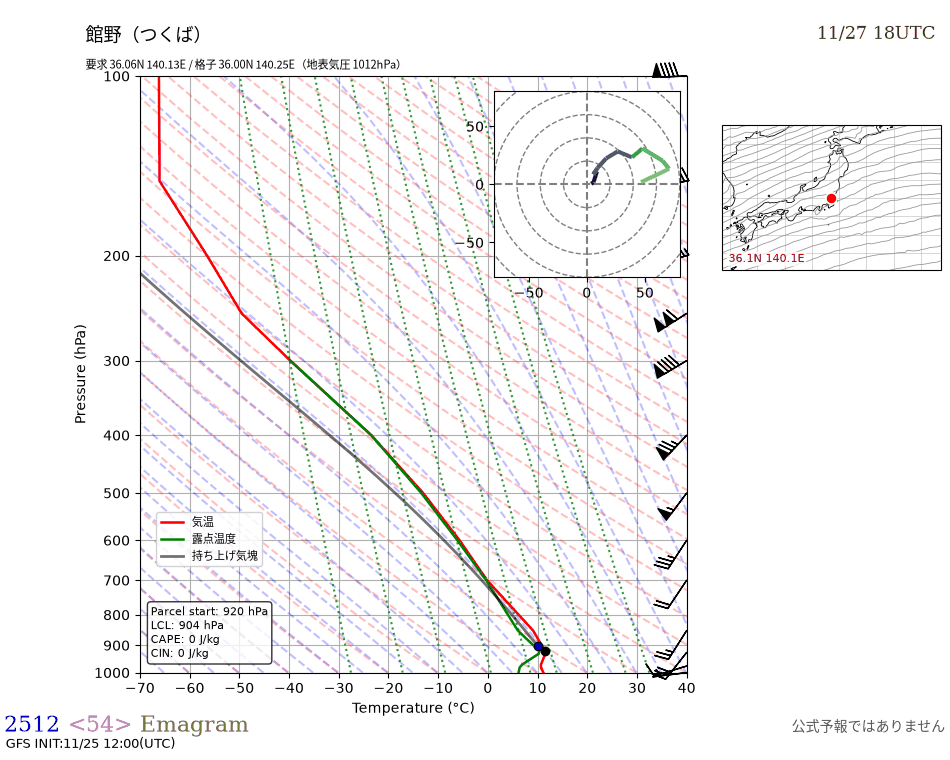 館野（つくば）
11/27 18UTC
要求 36.06N 140.13E / 格子 36.00N 140.25E（地表気圧 1012hPa）
100
200
300
400
500
600
700
800
900
1000
Pressure (hPa)
−70 −60 −50 −40 −30 −20 −10 0 10 20 30 40
Temperature (°C)
50
0
−50
−50 0 50
36.1N 140.1E
気温
露点温度
持ち上げ気塊
Parcel start: 920 hPa
LCL: 904 hPa
CAPE: 0 J/kg
CIN: 0 J/kg
2512 <54> Emagram
公式予報ではありません
GFS INIT:11/25 12:00(UTC)